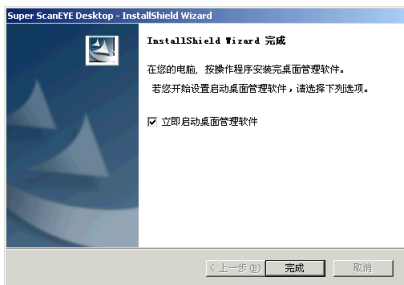 Super ScanEYE Desktop - InstallShield Wizard
InstallShield Wizard 完成
在您的电脑, 按操作程序安装完桌面管理软件。
若您开始设置启动桌面管理软件，请选择下列选项。
立即启动桌面管理软件
< 上一步(B)
完成
取消